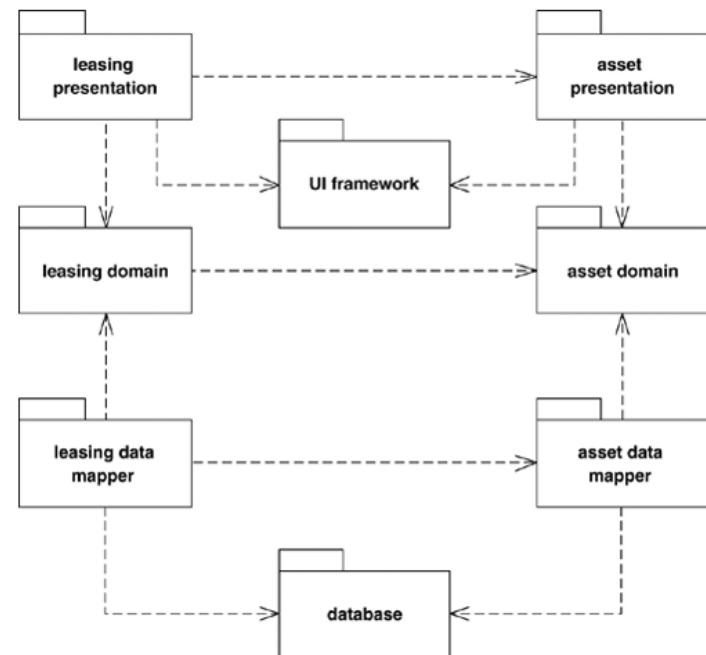 leasing
presentation
asset
presentation
UI framework
leasing domain
asset domain
leasing data
mapper
asset data
mapper
database